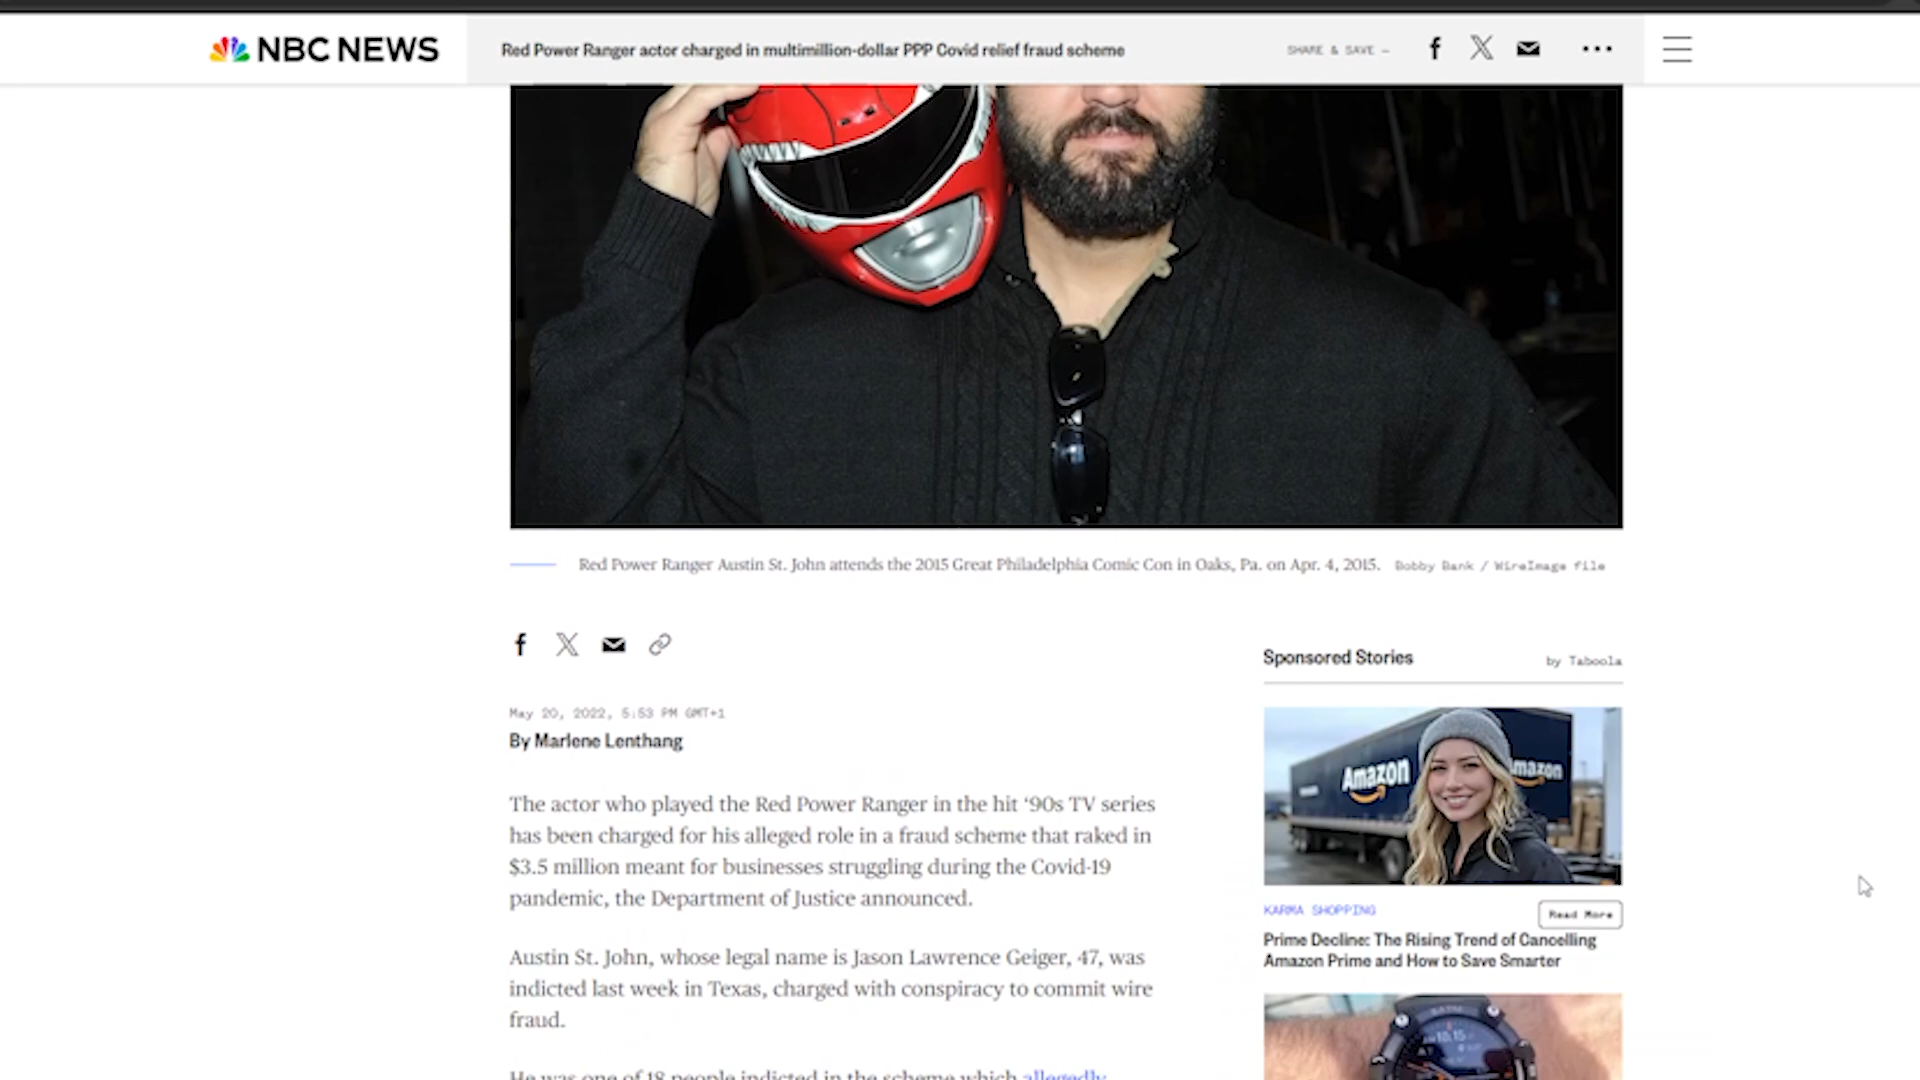 NBC NEWS
Red Power Ranger actor charged in multimillion-dollar PPP Covid relief fraud scheme
SHARE & SAVE —
Red Power Ranger Austin St. John attends the 2015 Great Philadelphia Comic Con in Oaks, Pa. on Apr. 4, 2015. Bobby Bank / WireImage file
May 20, 2022, 5:53 PM GMT+1
By Marlene Lenthang
The actor who played the Red Power Ranger in the hit ‘90s TV series
has been charged for his alleged role in a fraud scheme that raked in
$3.5 million meant for businesses struggling during the Covid-19
pandemic, the Department of Justice announced.
Austin St. John, whose legal name is Jason Lawrence Geiger, 47, was
indicted last week in Texas, charged with conspiracy to commit wire
fraud.
He was one of 18 people indicted in the scheme which allegedly
Sponsored Stories
by Taboola
Amazon
Amazon
KARMA SHOPPING
Read More
Prime Decline: The Rising Trend of Cancelling
Amazon Prime and How to Save Smarter